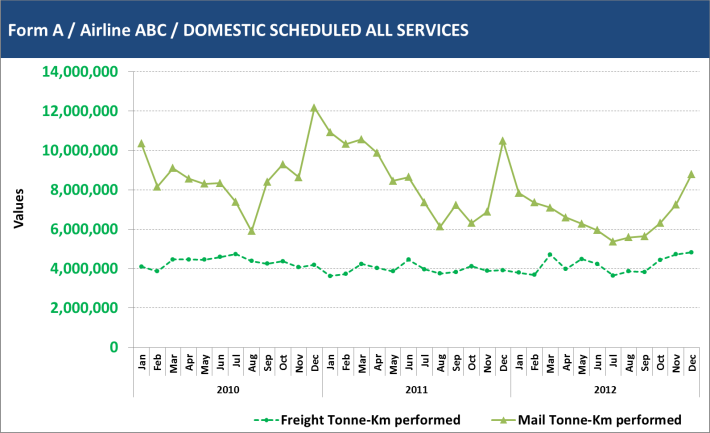 Form A / Airline ABC / DOMESTIC SCHEDULED ALL SERVICES
Values
14,000,000
12,000,000
10,000,000
8,000,000
6,000,000
4,000,000
2,000,000
0
Jan Feb Mar Apr May Jun Jul Aug Sep Oct Nov Dec Jan Feb Mar Apr May Jun Jul Aug Sep Oct Nov Dec Jan Feb Mar Apr May Jun Jul Aug Sep Oct Nov Dec
2010 2011 2012
Freight Tonne-Km performed Mail Tonne-Km performed